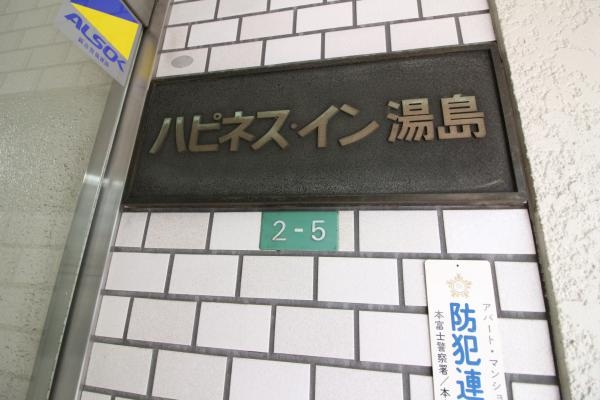 ALSOK
ハピネス・イン 湯島
2-5
アパート・マンショ
防犯連
本富士警察署/本